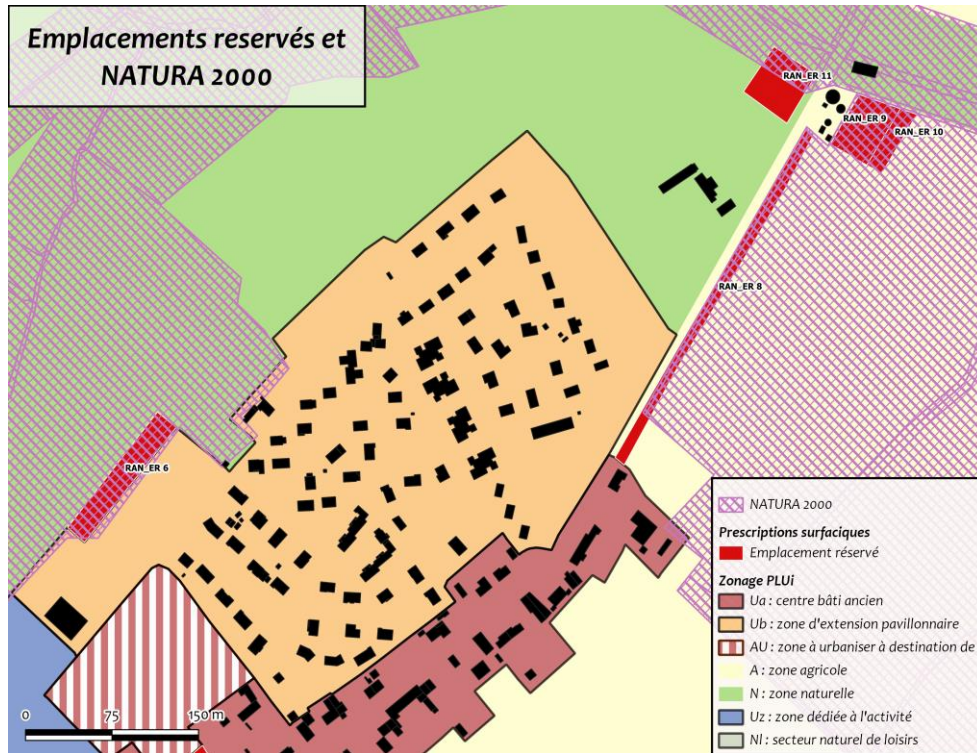 Emplacements reservés et
NATURA 2000
RAN_ER 11
RAN_ER 9
RAN_ER 10
RAN_ER 8
RAN_ER 6
NATURA 2000
Prescriptions surfaciques
Emplacement réservé
Zonage PLUi
Ua : centre bâti ancien
Ub : zone d'extension pavillonnaire
AU : zone à urbaniser à destination de
A : zone agricole
N : zone naturelle
Uz : zone dédiée à l'activité
Nl : secteur naturel de loisirs
0 75 150 m